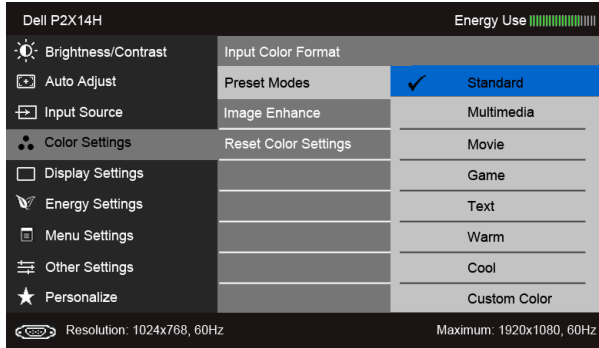 Dell P2X14H
Energy Use
Brightness/Contrast
Auto Adjust
Input Source
Color Settings
Display Settings
Energy Settings
Menu Settings
Other Settings
Personalize
Input Color Format
Preset Modes
Image Enhance
Reset Color Settings
Standard
Multimedia
Movie
Game
Text
Warm
Cool
Custom Color
Resolution: 1024x768, 60Hz
Maximum: 1920x1080, 60Hz